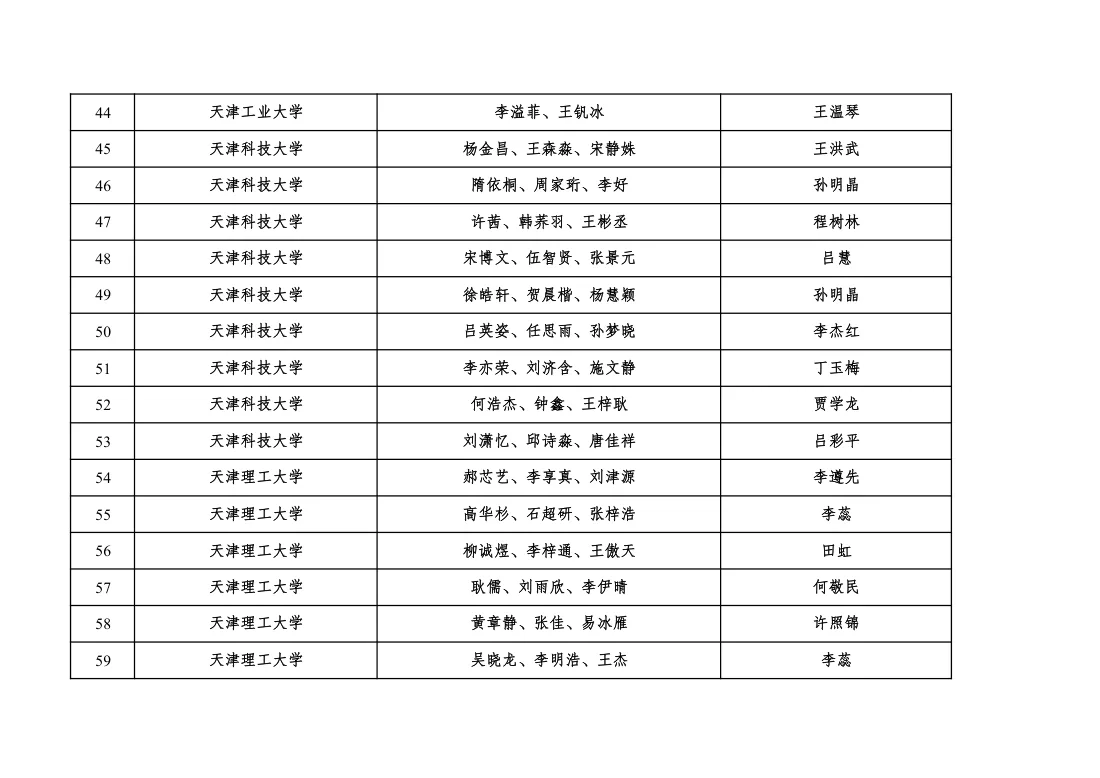 44 天津工业大学 李溢菲、王钒冰 王温琴
45 天津科技大学 杨金昌、王森淼、宋静姝 王洪武
46 天津科技大学 隋依桐、周家珩、李好 孙明晶
47 天津科技大学 许茜、韩荞羽、王彬丞 程树林
48 天津科技大学 宋博文、伍智贤、张景元 吕慧
49 天津科技大学 徐皓轩、贺晨楷、杨慧颖 孙明晶
50 天津科技大学 吕英姿、任思雨、孙梦晓 李杰红
51 天津科技大学 李亦荣、刘济含、施文静 丁玉梅
52 天津科技大学 何浩杰、钟鑫、王梓耿 贾学龙
53 天津科技大学 刘潇忆、邱诗淼、唐佳祥 吕彩平
54 天津理工大学 郝芯艺、李享真、刘津源 李遵先
55 天津理工大学 高华杉、石超研、张梓浩 李蕊
56 天津理工大学 柳诚煜、李梓通、王傲天 田虹
57 天津理工大学 耿儒、刘雨欣、李伊晴 何敬民
58 天津理工大学 黄章静、张佳、易冰雁 许照锦
59 天津理工大学 吴晓龙、李明浩、王杰 李蕊